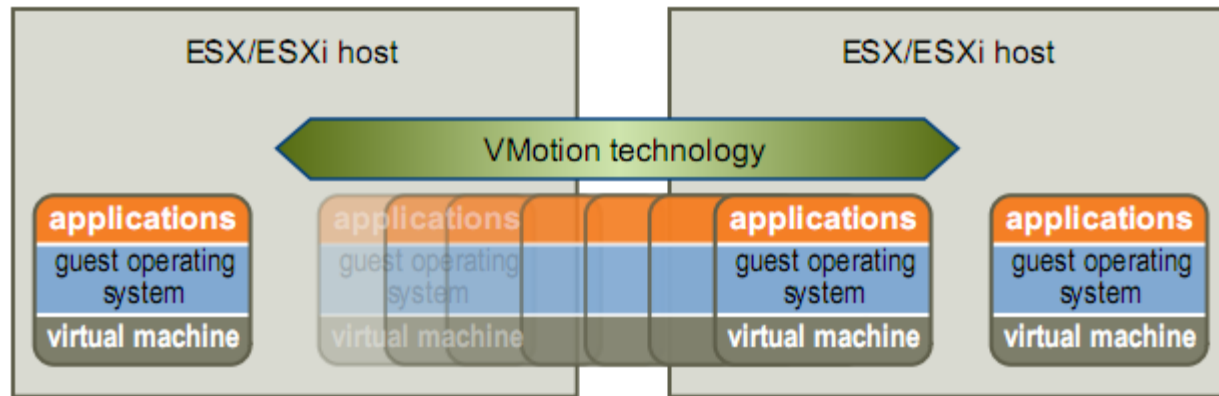 ESX/ESXi host
ESX/ESXi host
VMotion technology
applications
guest operating
system
virtual machine
applications
guest operating
system
virtual machine
applications
guest operating
system
virtual machine
applications
guest operating
system
virtual machine